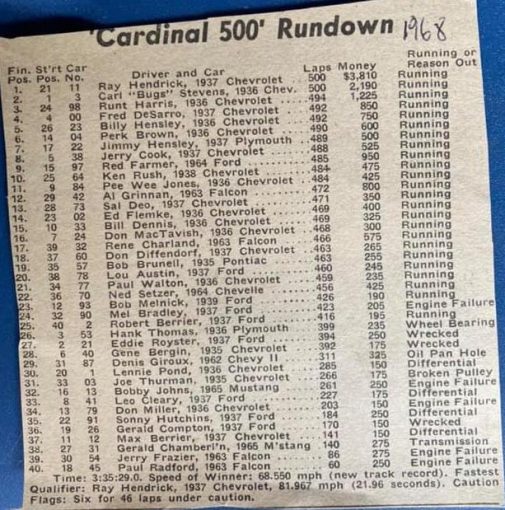 'Cardinal 500' Rundown 1968
Running or
Fin. St'rt Car
Pos. Pos. No. Driver and Car Laps Money Reason Out
1. 21 11 Ray Hendrick, 1937 Chevrolet . 500 $3,810 Running
2. 1 3 Carl "Bugs" Stevens, 1936 Chev. 500 2,190 Running
3. 24 98 Runt Harris, 1936 Chevrolet ....494 1,225 Running
4. 4 00 Fred DeSarro, 1937 Chevrolet ..492 850 Running
5. 26 23 Billy Hensley, 1936 Chevrolet ..492 750 Running
6. 14 04 Perk Brown, 1936 Chevrolet ....490 600 Running
7. 17 22 Jimmy Hensley, 1937 Plymouth ..489 500 Running
8. 5 38 Jerry Cook, 1937 Chevrolet .....488 525 Running
9. 15 97 Red Farmer, 1964 Ford .........485 950 Running
10. 25 64 Ken Rush, 1938 Chevrolet ......484 475 Running
11. 9 84 Pee Wee Jones, 1936 Chevrolet ..484 425 Running
12. 29 42 Al Grinnan, 1963 Falcon .......472 800 Running
13. 28 73 Sal Deo, 1937 Chevrolet .......471 350 Running
14. 23 02 Ed Flemke, 1936 Chevrolet .....469 400 Running
15. 10 33 Bill Dennis, 1936 Chevrolet ....469 325 Running
16. 7 24 Don MacTavish, 1936 Chevrolet ...468 300 Running
17. 39 32 Rene Charland, 1963 Falcon .....466 575 Running
18. 37 60 Don Diffendorf, 1937 Chevrolet ..463 265 Running
19. 35 57 Bob Brunell, 1935 Pontiac ......463 255 Running
20. 38 78 Lou Austin, 1937 Ford .........460 245 Running
21. 34 77 Paul Walton, 1936 Chevrolet ....459 235 Running
22. 36 70 Ned Setzer, 1964 Chevelle .....456 425 Running
23. 12 93 Bob Melnick, 1939 Ford ........426 190 Running
24. 32 90 Mel Bradley, 1937 Ford ........423 205 Engine Failure
25. 40 2 Robert Berrier, 1937 Ford ......416 195 Running
26. 3 53 Hank Thomas, 1936 Plymouth ....399 235 Wheel Bearing
27. 2 21 Eddie Royster, 1937 Ford .......394 250 Wrecked
28. 6 40 Gene Bergin, 1935 Chevrolet ....392 175 Wrecked
29. 31 87 Denis Giroux, 1962 Chevy II ....311 325 Oil Pan Hole
30. 20 1 Lennie Pond, 1936 Chevrolet ....285 150 Differential
31. 33 03 Joe Thurman, 1935 Chevrolet ....266 175 Broken Pulley
32. 16 13 Bobby Johns, 1965 Mustang .....261 250 Engine Failure
33. 8 41 Leo Cleary, 1937 Ford .........227 175 Differential
34. 13 79 Don Miller, 1936 Chevrolet .....203 150 Engine Failure
35. 22 91 Sonny Hutchins, 1937 Ford .....184 250 Differential
36. 19 26 Gerald Compton, 1937 Ford .....170 150 Wrecked
37. 11 12 Max Berrier, 1937 Chevrolet ....141 150 Differential
38. 27 31 Gerald Chamberl'n, 1965 M'stang .140 275 Transmission
39. 30 54 Jerry Frazier, 1963 Falcon ..... 86 275 Engine Failure
40. 18 45 Paul Radford, 1963 Falcon ..... 60 250 Engine Failure
Time: 3:35:29.0. Speed of Winner: 68.550 mph (new track record). Fastest
Qualifier: Ray Hendrick, 1937 Chevrolet, 81.967 mph (21.96 seconds). Caution
Flags: Six for 46 laps under caution.